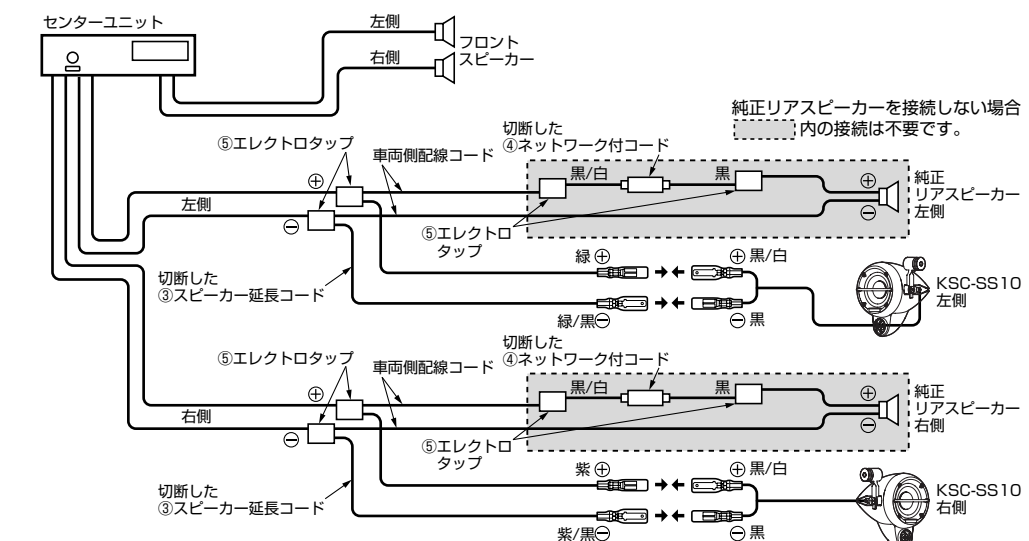 センターユニット
左側
右側
フロント
スピーカー
純正リアスピーカーを接続しない場合
内の接続は不要です。
⑤エレクトロタップ
車両側配線コード
切断した
④ネットワーク付コード
黒/白
黒
⊕
⊖
純正
リアスピーカー
左側
⊕
左側
⊖
⑤エレクトロ
タップ
切断した
③スピーカー延長コード
緑⊕
⊕黒/白
緑/黒⊖
⊖黒
KSC-SS10
左側
⑤エレクトロタップ
車両側配線コード
切断した
④ネットワーク付コード
黒/白
黒
⊕
⊖
純正
リアスピーカー
右側
⊕
右側
⊖
⑤エレクトロ
タップ
切断した
③スピーカー延長コード
紫⊕
⊕黒/白
紫/黒⊖
⊖黒
KSC-SS10
右側